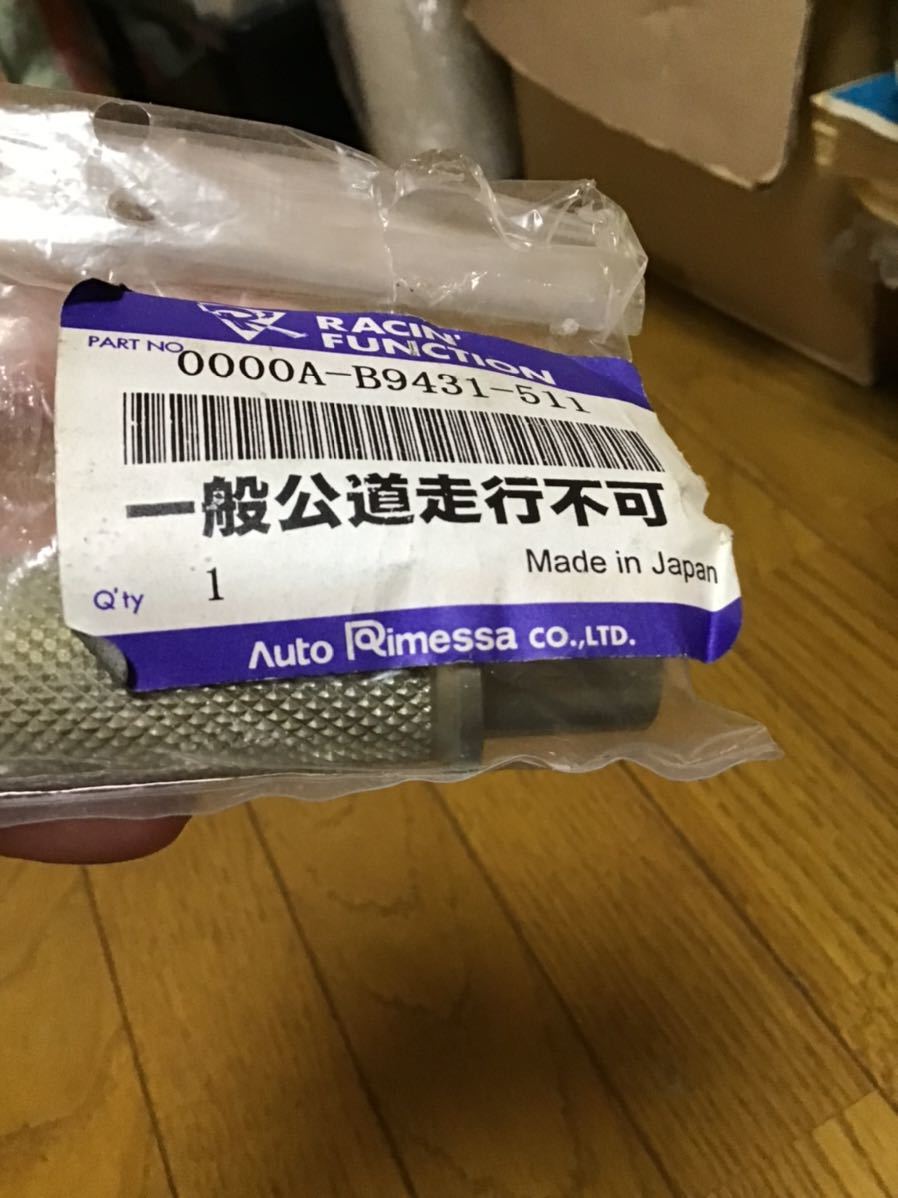 RACIN'
FUNCTION
PART NO. 0000A-B9431-511
一般公道走行不可
Made in Japan
Q'ty 1
Auto Rimessa CO.,LTD.